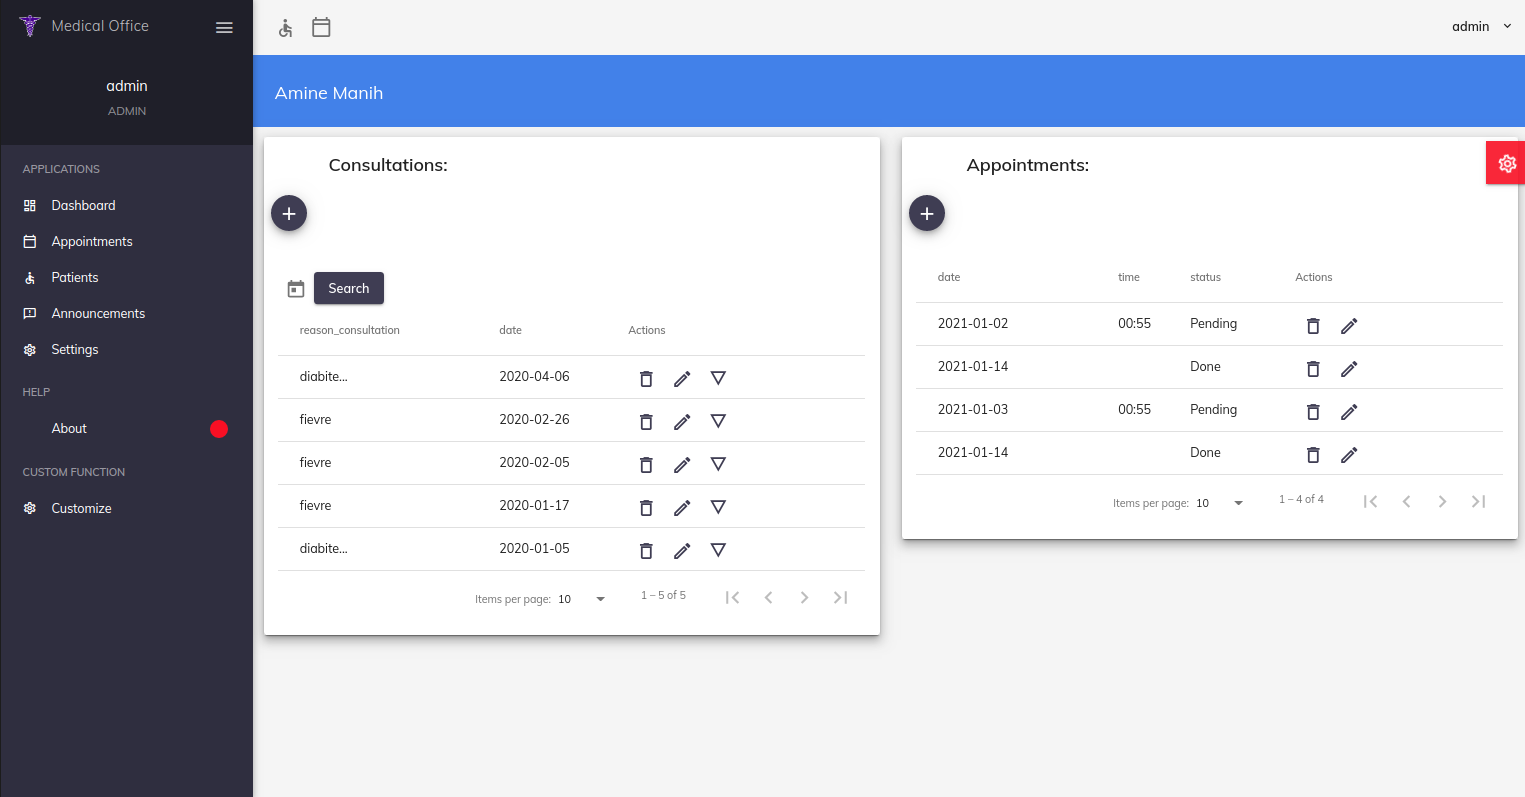 Medical Office
admin
ADMIN
APPLICATIONS
Dashboard
Appointments
Patients
Announcements
Settings
HELP
About
CUSTOM FUNCTION
Customize
admin
Amine Manih
Consultations:
Search
reason_consultation date Actions
diabite... 2020-04-06
fievre 2020-02-26
fievre 2020-02-05
fievre 2020-01-17
diabite... 2020-01-05
Items per page: 10 1 – 5 of 5
Appointments:
date time status Actions
2021-01-02 00:55 Pending
2021-01-14 Done
2021-01-03 00:55 Pending
2021-01-14 Done
Items per page: 10 1 – 4 of 4